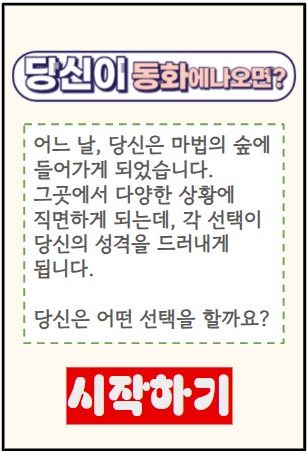 당신이 동화에나오면?
어느 날, 당신은 마법의 숲에
들어가게 되었습니다.
그곳에서 다양한 상황에
직면하게 되는데, 각 선택이
당신의 성격을 드러내게
됩니다.
당신은 어떤 선택을 할까요?
시작하기